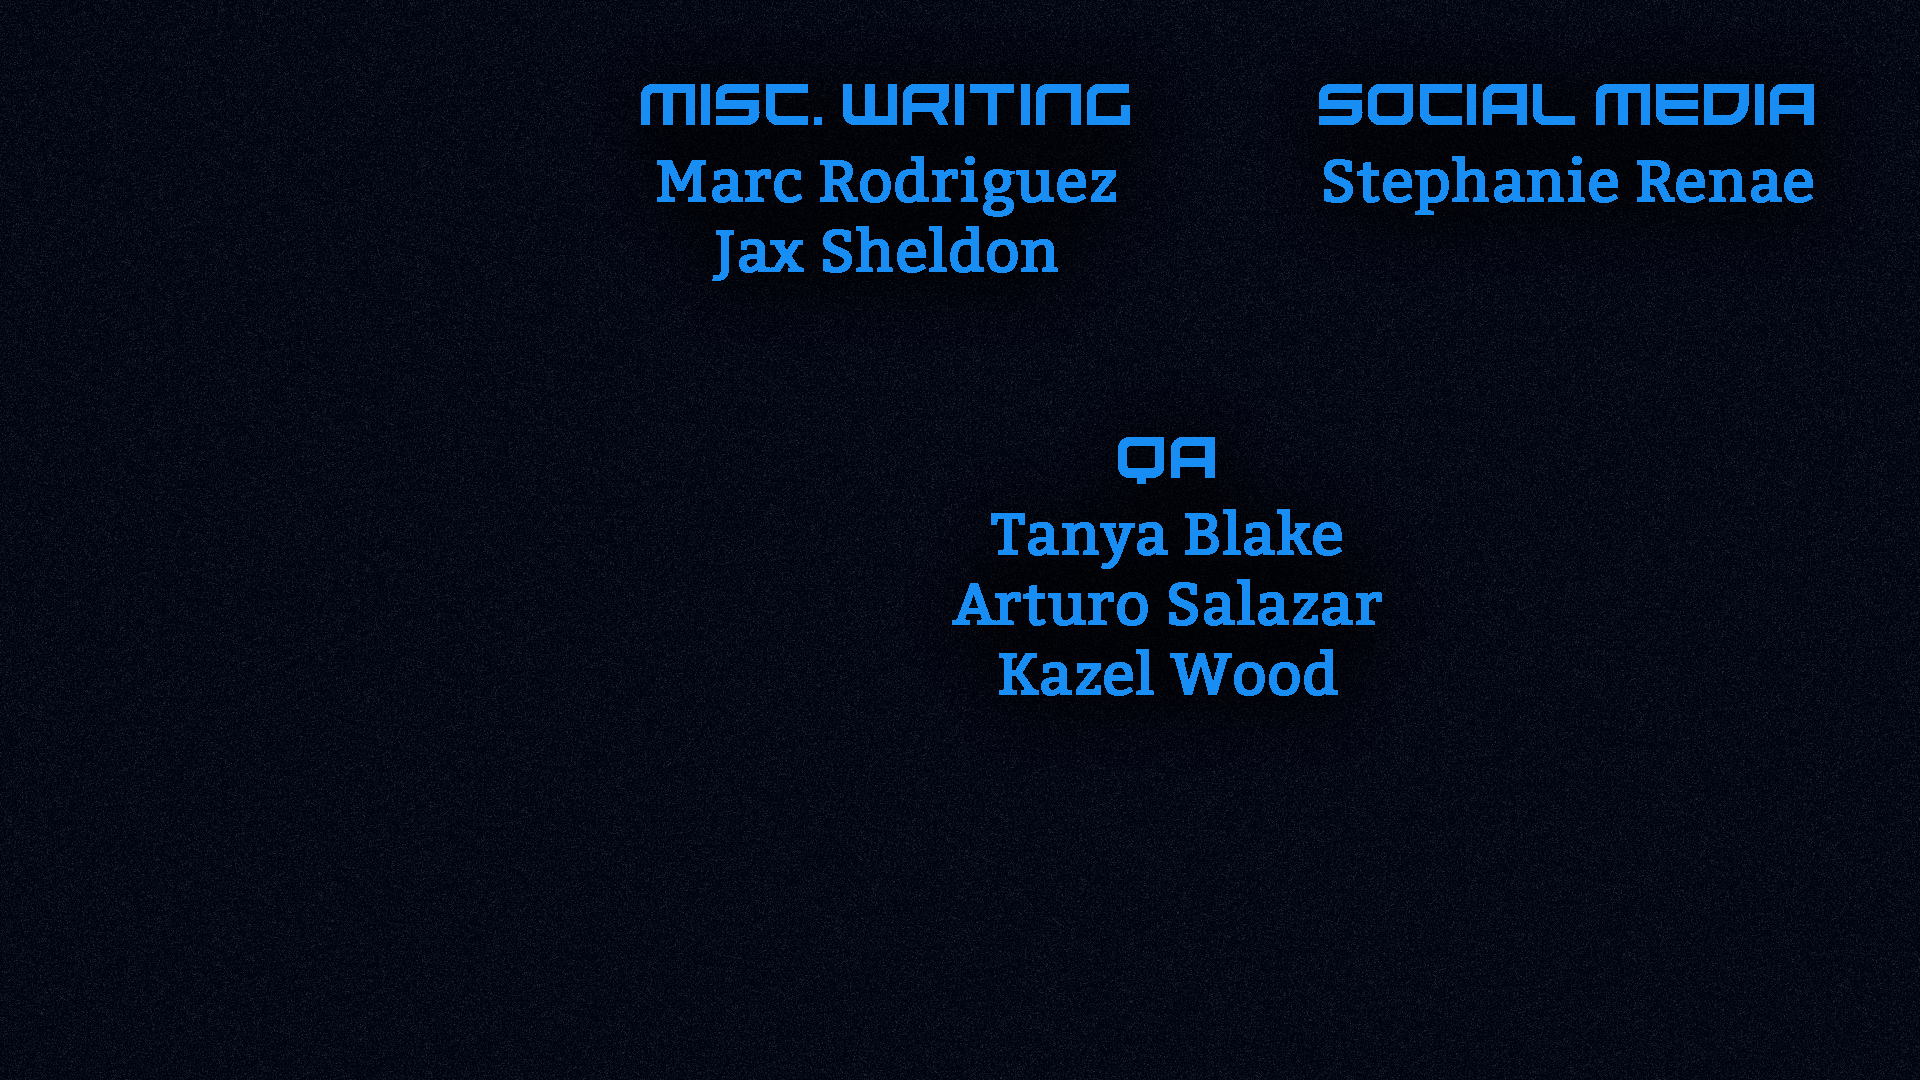 MISC. WRITING
Marc Rodriguez
Jax Sheldon
SOCIAL MEDIA
Stephanie Renae
QA
Tanya Blake
Arturo Salazar
Kazel Wood